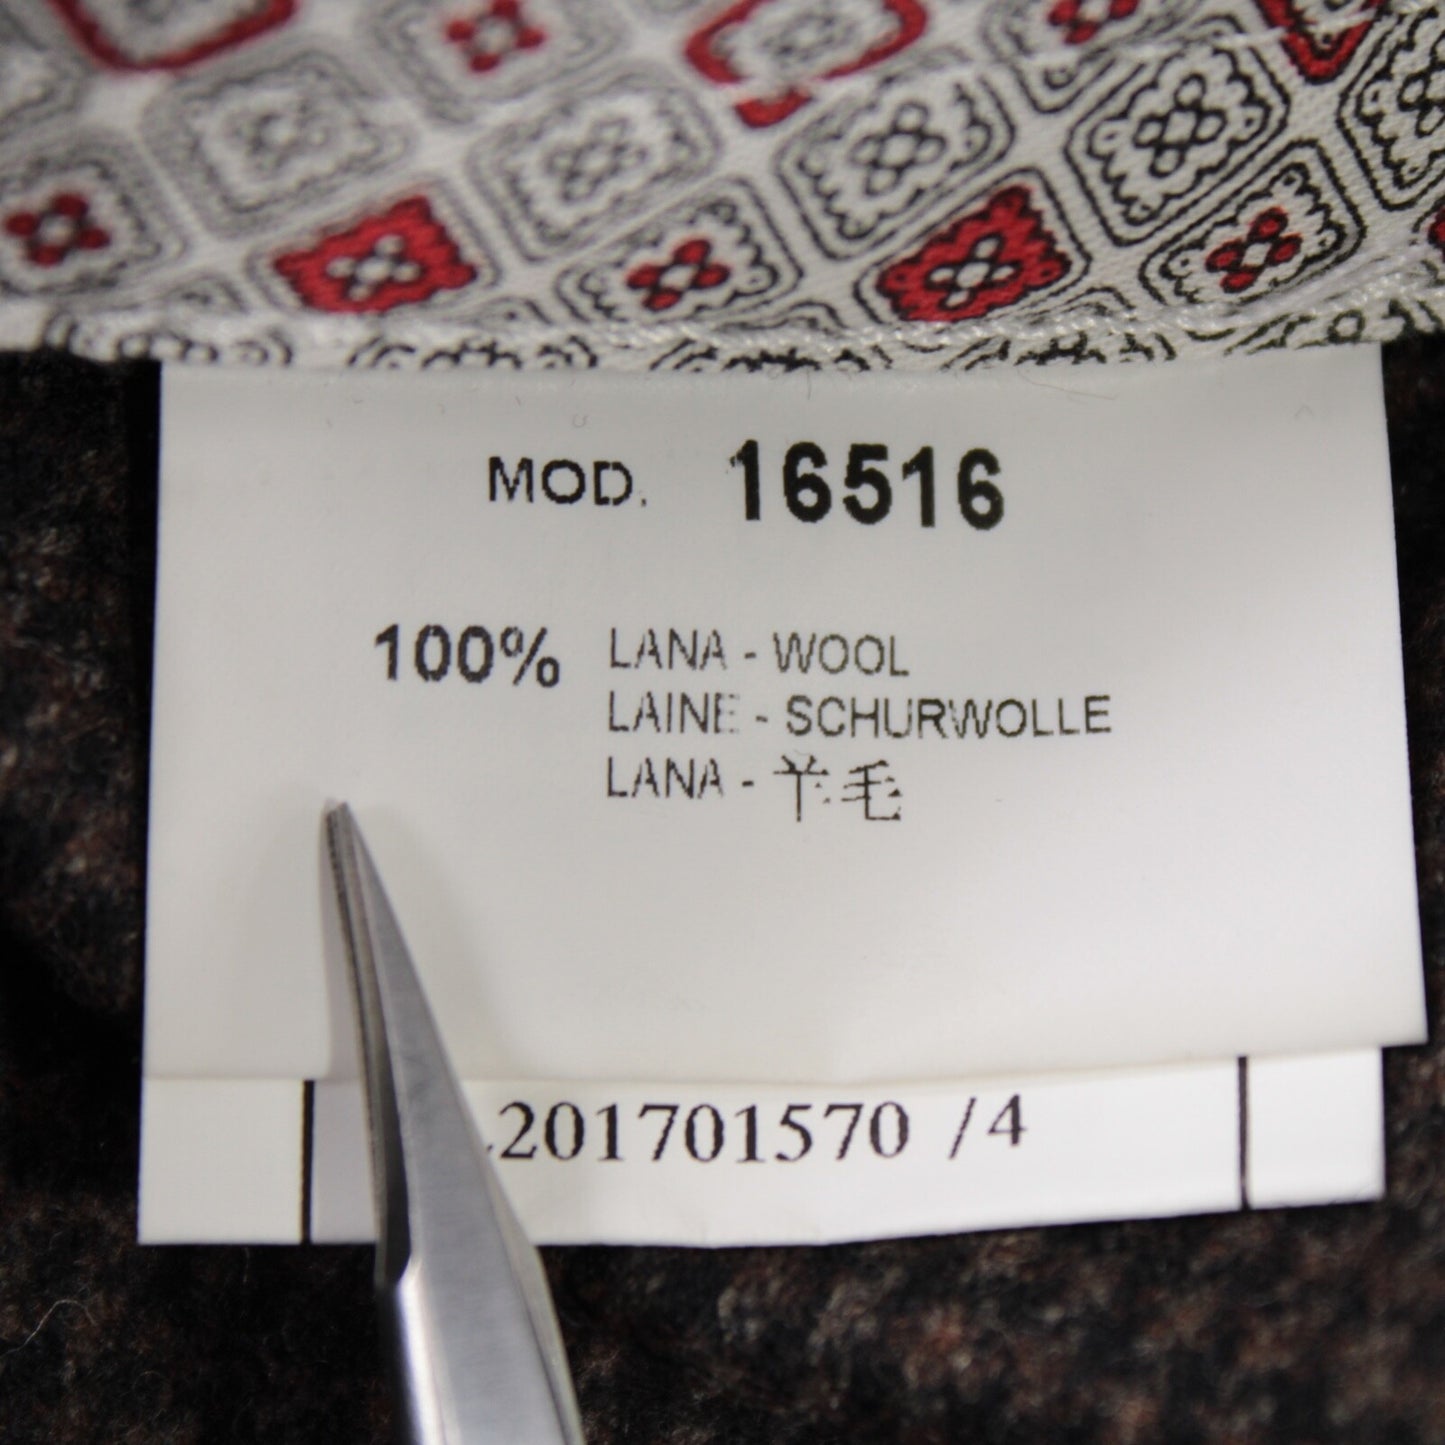 MOD. 16516
100% LANA - WOOL
LAINE - SCHURWOLLE
LANA - 羊毛
201701570 /4